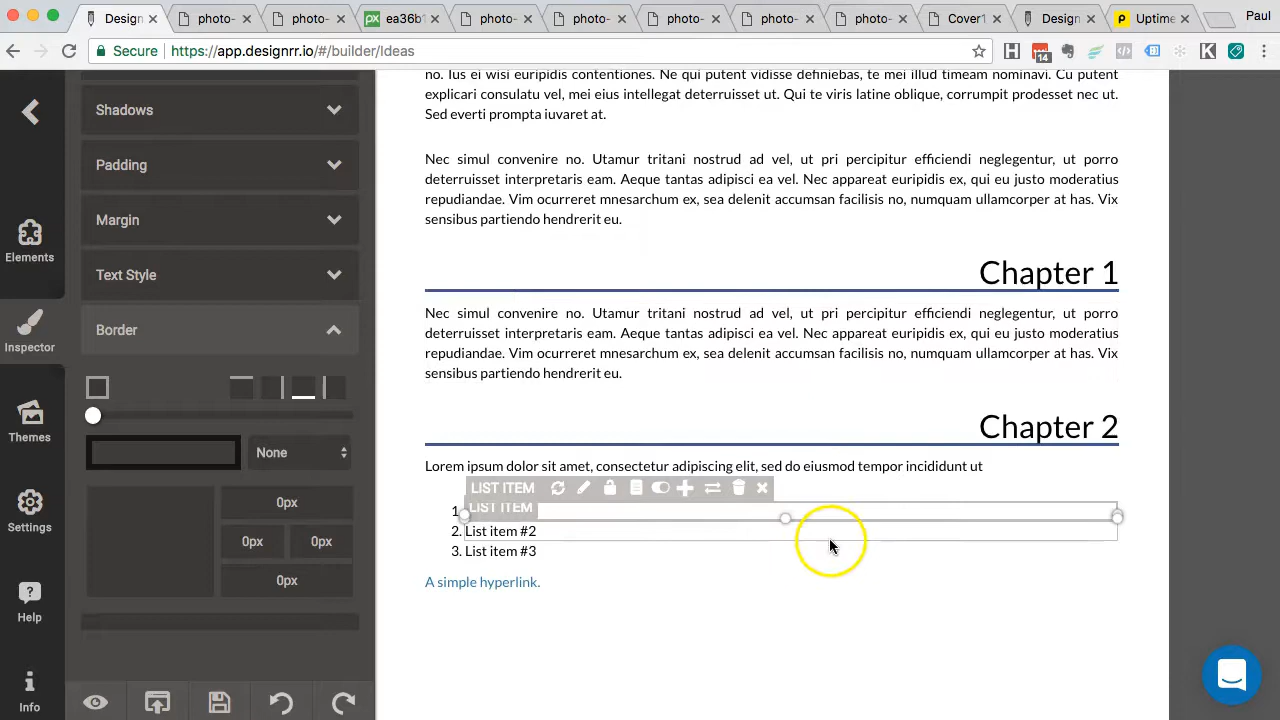 Design
photo-
photo-
ea36b1
photo-
photo-
photo-
photo-
photo-
Cover1
Design
Uptime
Paul
Secure
https://app.designrr.io/#/builder/Ideas
14
Shadows
Padding
Margin
Text Style
Border
None
0px
0px 0px
0px
Elements
Inspector
Themes
Settings
Help
Info
no. Ius ei wisi euripidis contentiones. Ne qui putent vidisse definiebas, te mei illud timeam nominavi. Cu putent
explicari consulatu vel, mei eius intellegat deterruisset ut. Qui te viris latine oblique, corrumpit prodesset nec ut.
Sed everti prompta iuvaret at.
Nec simul convenire no. Utamur tritani nostrud ad vel, ut pri percipitur efficiendi neglegentur, ut porro
deterruisset interpretaris eam. Aeque tantas adipisci ea vel. Nec appareat euripidis ex, qui eu justo moderatius
repudiandae. Vim ocurreret mnesarchum ex, sea delenit accumsan facilisis no, numquam ullamcorper at has. Vix
sensibus partiendo hendrerit eu.
Chapter 1
Nec simul convenire no. Utamur tritani nostrud ad vel, ut pri percipitur efficiendi neglegentur, ut porro
deterruisset interpretaris eam. Aeque tantas adipisci ea vel. Nec appareat euripidis ex, qui eu justo moderatius
repudiandae. Vim ocurreret mnesarchum ex, sea delenit accumsan facilisis no, numquam ullamcorper at has. Vix
sensibus partiendo hendrerit eu.
Chapter 2
Lorem ipsum dolor sit amet, consectetur adipiscing elit, sed do eiusmod tempor incididunt ut
LIST ITEM
1 LIST ITEM
2. List item #2
3. List item #3
A simple hyperlink.